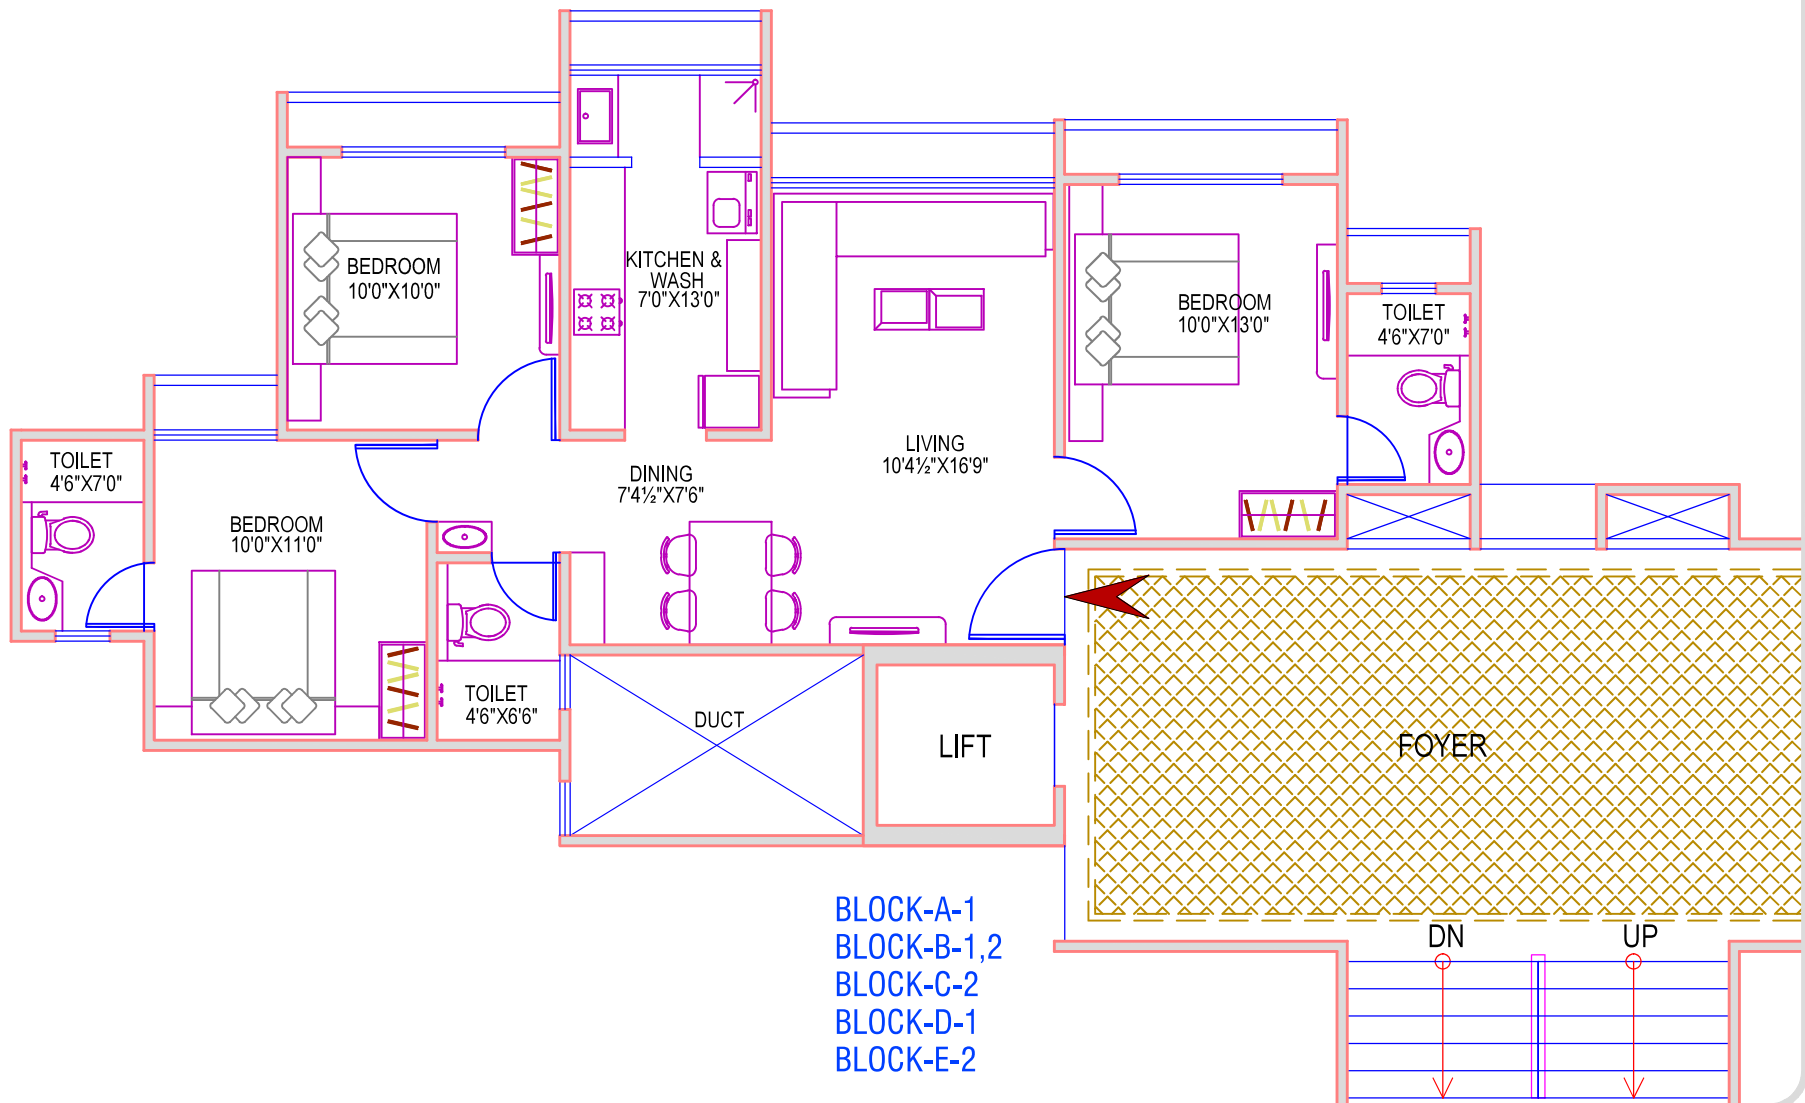 KITCHEN &
WASH
7'0"X13'0"
BEDROOM
10'0"X10'0"
BEDROOM
10'0"X13'0"
TOILET
4'6"X7'0"
LIVING
10'4½"X16'9"
TOILET
4'6"X7'0"
DINING
7'4½"X7'6"
BEDROOM
10'0"X11'0"
TOILET
4'6"X6'6"
DUCT
LIFT
FOYER
BLOCK-A-1
BLOCK-B-1,2
BLOCK-C-2
BLOCK-D-1
BLOCK-E-2
DN
UP